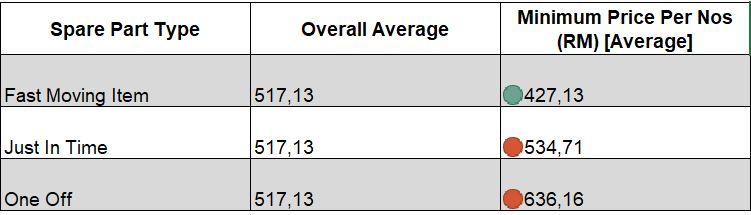 Spare Part Type Overall Average Minimum Price Per Nos
(RM) [Average]
Fast Moving Item 517,13 427,13
Just In Time 517,13 534,71
One Off 517,13 636,16